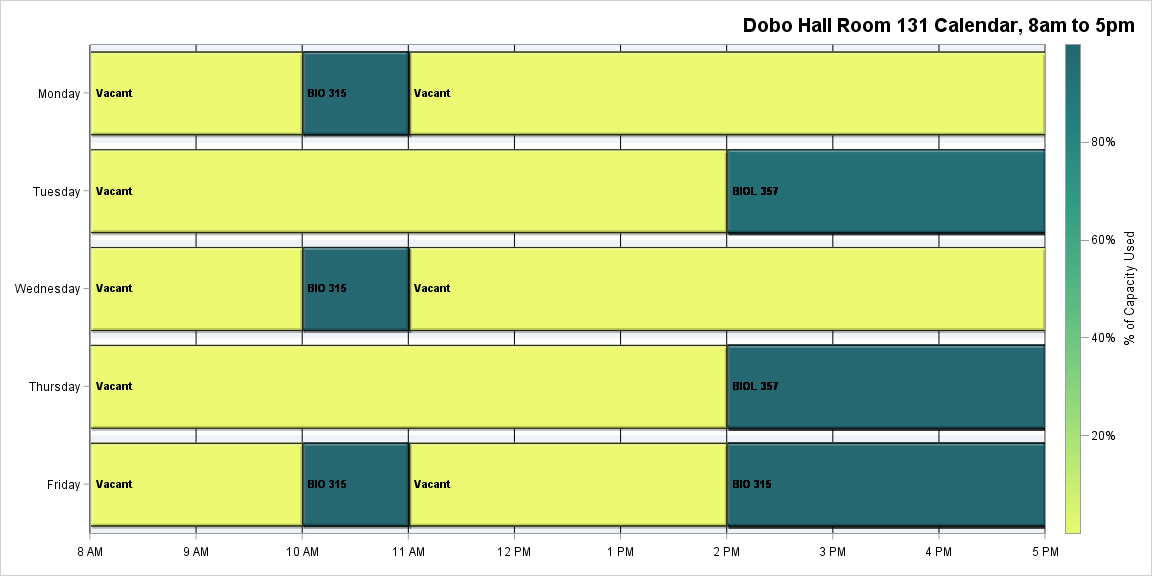 Dobo Hall Room 131 Calendar, 8am to 5pm
Monday
Vacant
BIO 315
Vacant
Tuesday
Vacant
BIOL 357
Wednesday
Vacant
BIO 315
Vacant
Thursday
Vacant
BIOL 357
Friday
Vacant
BIO 315
Vacant
BIO 315
8 AM
9 AM
10 AM
11 AM
12 PM
1 PM
2 PM
3 PM
4 PM
5 PM
80%
60%
40%
20%
% of Capacity Used